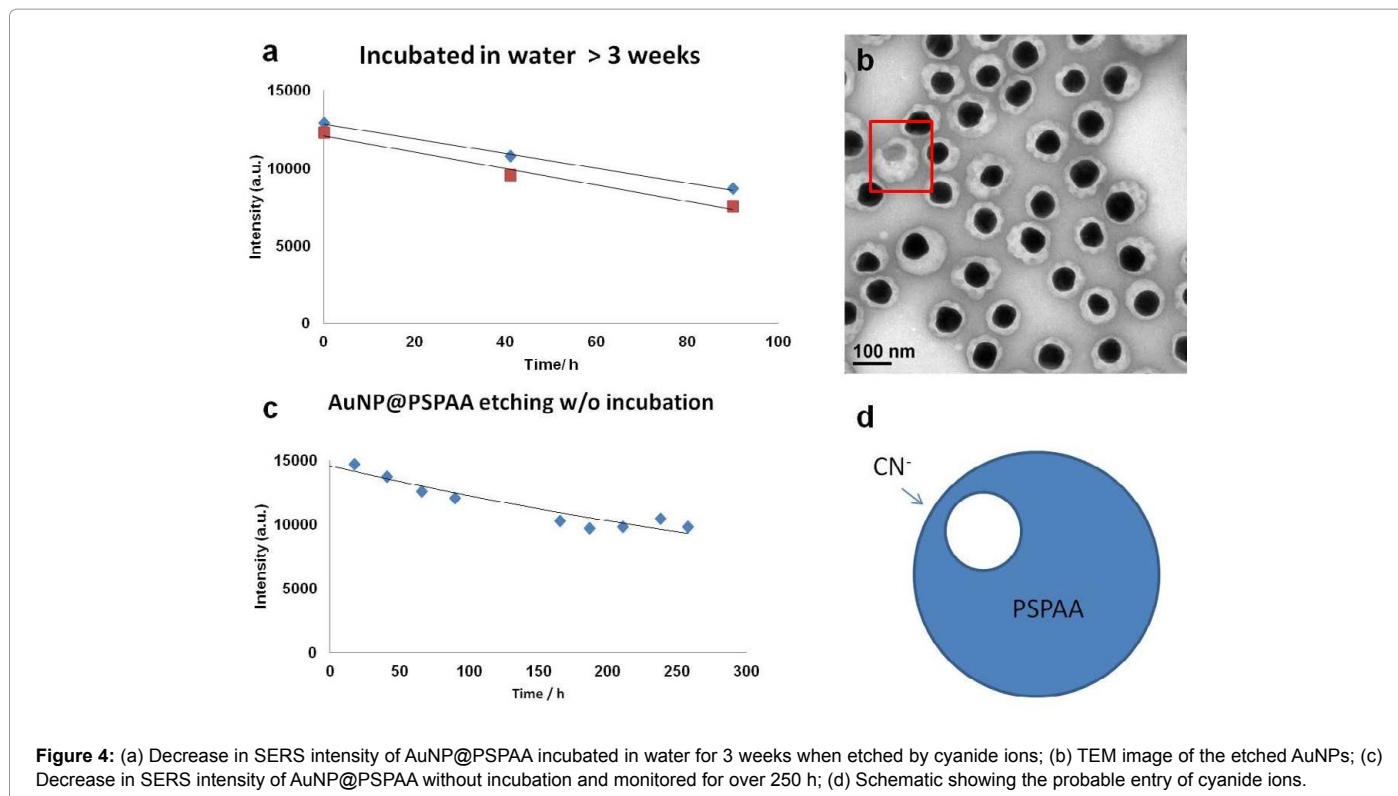 a
Incubated in water > 3 weeks
15000
10000
5000
0
Intensity (a.u.)
0 20 40 60 80 100
Time/ h
b
100 nm
c
AuNP@PSPAA etching w/o incubation
15000
10000
5000
0
Intensity (a.u.)
0 50 100 150 200 250 300
Time / h
d
CN-
PSPAA
Figure 4: (a) Decrease in SERS intensity of AuNP@PSPAA incubated in water for 3 weeks when etched by cyanide ions; (b) TEM image of the etched AuNPs; (c)
Decrease in SERS intensity of AuNP@PSPAA without incubation and monitored for over 250 h; (d) Schematic showing the probable entry of cyanide ions.